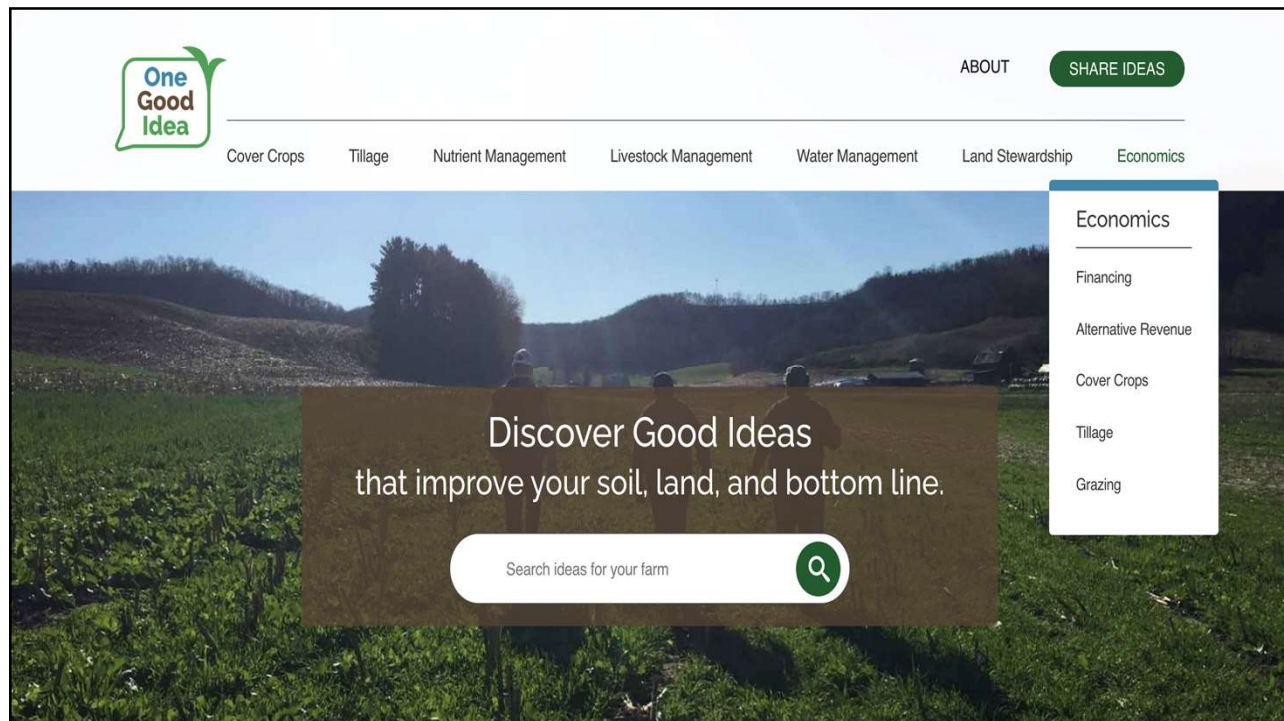 One
Good
Idea
ABOUT
SHARE IDEAS
Cover Crops
Tillage
Nutrient Management
Livestock Management
Water Management
Land Stewardship
Economics
Economics
Financing
Alternative Revenue
Cover Crops
Tillage
Grazing
Discover Good Ideas
that improve your soil, land, and bottom line.
Search ideas for your farm